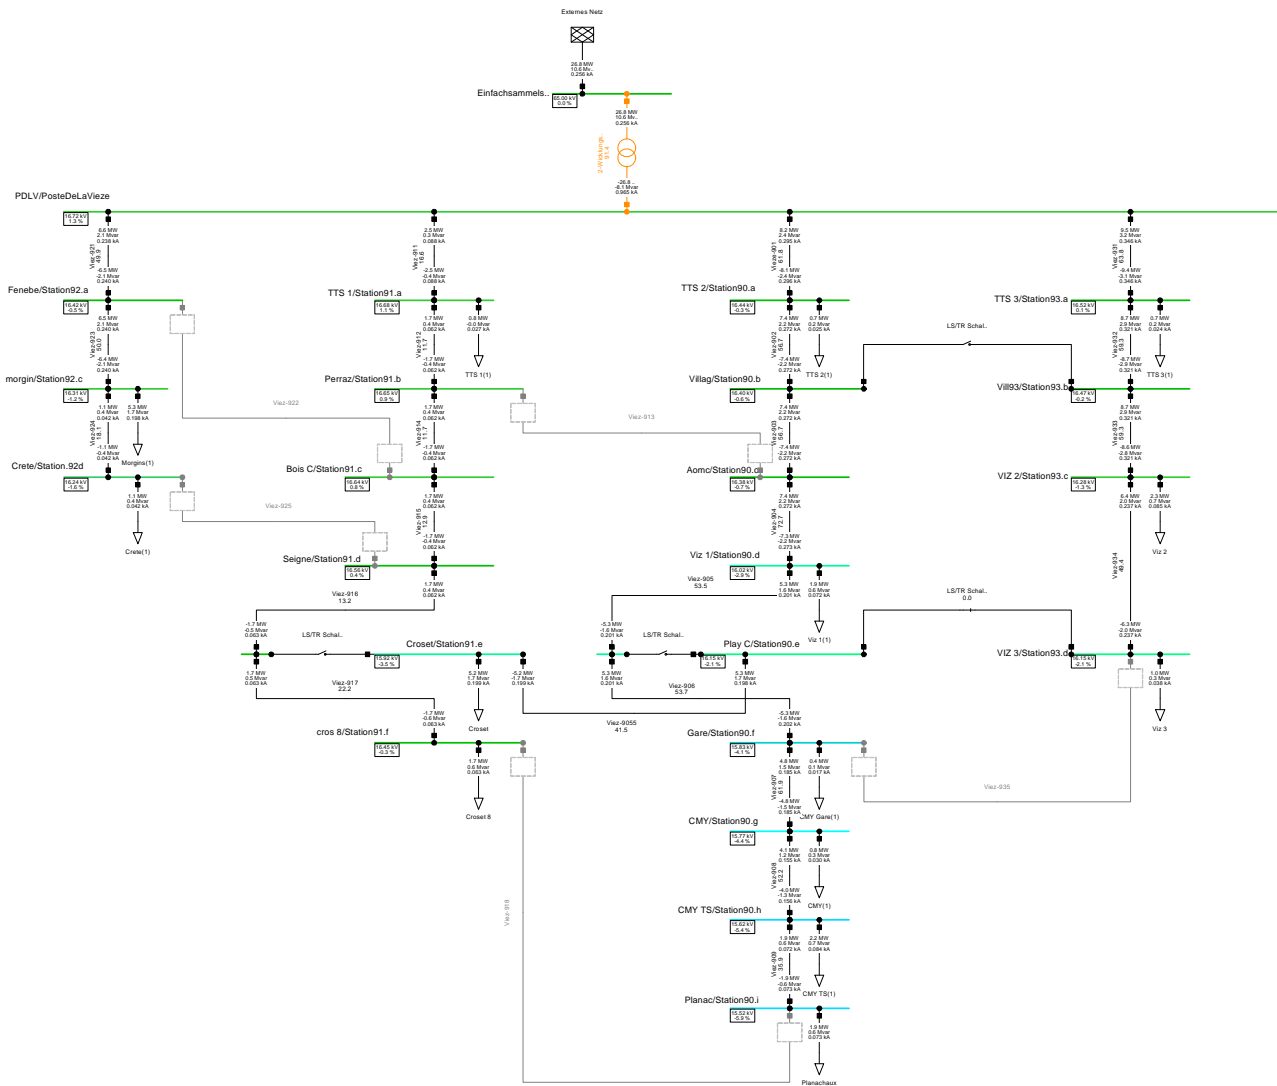 Externes Netz
26.8 MW
10.6 Mv..
0.256 kA
Einfachsammels..
65.00 kV
0.0 %
26.8 MW
10.6 Mv..
0.256 kA
2-Wicklungs..
91.4
-26.8 ..
-8.1 Mvar
0.965 kA
PDLV/PosteDeLaVieze
16.72 kV
1.3 %
6.6 MW
2.1 Mvar
0.238 kA
Viez-921
49.9
-6.5 MW
-2.1 Mvar
0.240 kA
2.5 MW
0.3 Mvar
0.088 kA
Viez-911
16.6
-2.5 MW
-0.4 Mvar
0.088 kA
8.2 MW
2.4 Mvar
0.295 kA
Vieze-901
61.8
-8.1 MW
-2.4 Mvar
0.296 kA
9.5 MW
3.2 Mvar
0.346 kA
Viez-931
63.8
-9.4 MW
-3.1 Mvar
0.346 kA
Fenebe/Station92.a
16.42 kV
-0.5 %
6.5 MW
2.1 Mvar
0.240 kA
Viez-923
50.0
-6.4 MW
-2.1 Mvar
0.240 kA
TTS 1/Station91.a
16.68 kV
1.1 %
1.7 MW
0.4 Mvar
0.062 kA
Viez-912
11.7
-1.7 MW
-0.4 Mvar
0.062 kA
0.8 MW
-0.0 Mvar
0.027 kA
TTS 1(1)
TTS 2/Station90.a
16.44 kV
-0.3 %
7.4 MW
2.2 Mvar
0.272 kA
Viez-902
56.7
-7.4 MW
-2.2 Mvar
0.272 kA
0.7 MW
0.2 Mvar
0.025 kA
TTS 2(1)
TTS 3/Station93.a
16.52 kV
0.1 %
8.7 MW
2.9 Mvar
0.321 kA
Viez-932
59.3
-8.7 MW
-2.9 Mvar
0.321 kA
0.7 MW
0.2 Mvar
0.024 kA
TTS 3(1)
LS/TR Schal..
morgin/Station92.c
16.31 kV
-1.2 %
1.1 MW
0.4 Mvar
0.042 kA
Viez-924
18.1
-1.1 MW
-0.4 Mvar
0.042 kA
5.3 MW
1.7 Mvar
0.198 kA
Morgins(1)
Viez-922
Perraz/Station91.b
16.65 kV
0.9 %
1.7 MW
0.4 Mvar
0.062 kA
Viez-914
11.7
-1.7 MW
-0.4 Mvar
0.062 kA
Viez-913
Villag/Station90.b
16.40 kV
-0.6 %
7.4 MW
2.2 Mvar
0.272 kA
Viez-903
56.7
-7.4 MW
-2.2 Mvar
0.272 kA
Vill93/Station93.b
16.47 kV
-0.2 %
8.7 MW
2.9 Mvar
0.321 kA
Viez-933
59.3
-8.6 MW
-2.8 Mvar
0.321 kA
Crete/Station.92d
16.24 kV
-1.6 %
1.1 MW
0.4 Mvar
0.042 kA
Crete(1)
Viez-925
Bois C/Station91.c
16.64 kV
0.8 %
1.7 MW
0.4 Mvar
0.062 kA
Viez-915
12.9
-1.7 MW
-0.4 Mvar
0.062 kA
Aomc/Station90.c
16.38 kV
-0.7 %
7.4 MW
2.2 Mvar
0.272 kA
Viez-904
72.7
-7.3 MW
-2.2 Mvar
0.273 kA
VIZ 2/Station93.c
16.28 kV
-1.3 %
6.4 MW
2.0 Mvar
0.237 kA
Viez-934
49.4
-6.3 MW
-2.0 Mvar
0.237 kA
2.3 MW
0.7 Mvar
0.085 kA
Viz 2
Seigne/Station91.d
16.56 kV
0.4 %
1.7 MW
0.4 Mvar
0.062 kA
Viez-916
13.2
-1.7 MW
-0.5 Mvar
0.063 kA
Viz 1/Station90.d
16.02 kV
-2.9 %
5.3 MW
1.6 Mvar
0.201 kA
1.9 MW
0.6 Mvar
0.072 kA
Viz 1(1)
Viez-905
53.5
-5.3 MW
-1.6 Mvar
0.201 kA
LS/TR Schal..
0.0
LS/TR Schal..
Croset/Station91.e
15.92 kV
-3.5 %
LS/TR Schal..
Play C/Station90.e
16.15 kV
-2.1 %
VIZ 3/Station93.d
16.15 kV
-2.1 %
1.7 MW
0.5 Mvar
0.063 kA
Viez-917
22.2
-1.7 MW
-0.6 Mvar
0.063 kA
5.2 MW
1.7 Mvar
0.199 kA
Croset
-5.2 MW
-1.7 Mvar
0.199 kA
5.3 MW
1.6 Mvar
0.201 kA
Viez-906
53.7
5.3 MW
1.7 Mvar
0.198 kA
-5.3 MW
-1.6 Mvar
0.202 kA
Viez-9055
41.5
1.0 MW
0.3 Mvar
0.038 kA
Viz 3
cros 8/Station91.f
16.45 kV
-0.3 %
1.7 MW
0.6 Mvar
0.063 kA
Croset 8
Gare/Station90.f
15.83 kV
-4.1 %
4.8 MW
1.5 Mvar
0.185 kA
Viez-907
61.9
-4.8 MW
-1.5 Mvar
0.185 kA
0.4 MW
0.1 Mvar
0.017 kA
CMY Gare(1)
Viez-935
CMY/Station90.g
15.77 kV
-4.4 %
4.1 MW
1.2 Mvar
0.155 kA
Viez-908
52.2
-4.0 MW
-1.3 Mvar
0.156 kA
0.8 MW
0.3 Mvar
0.030 kA
CMY(1)
Viez-918
CMY TS/Station90.h
15.62 kV
-5.4 %
1.9 MW
0.6 Mvar
0.072 kA
Viez-909
35.9
-1.9 MW
-0.6 Mvar
0.073 kA
2.2 MW
0.7 Mvar
0.084 kA
CMY TS(1)
Planac/Station90.i
15.52 kV
-5.9 %
1.9 MW
0.6 Mvar
0.073 kA
Planachaux